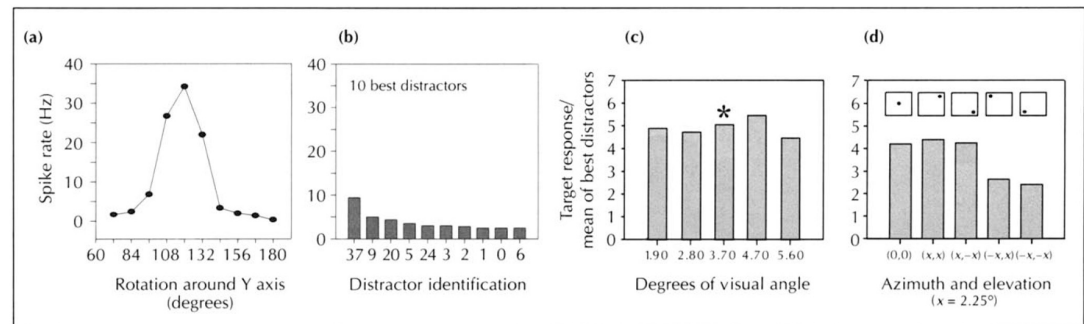 (a)
(b)
(c)
(d)
40
30
20
10
0
Spike rate (Hz)
60 84 108 132 156 180
Rotation around Y axis
(degrees)
40
30
20
10
0
10 best distractors
37 9 20 5 24 3 2 1 0 6
Distractor identification
7
6
5
4
3
2
1
0
Target response/
mean of best distractors
*
1.90 2.80 3.70 4.70 5.60
Degrees of visual angle
7
6
5
4
3
2
1
0
(0,0) (x,x) (x,-x) (-x,x) (-x,-x)
Azimuth and elevation
(x = 2.25°)